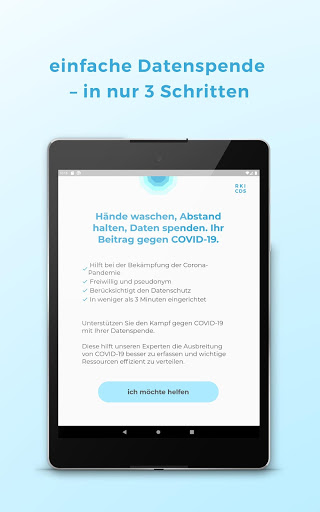 einfache Datenspende
– in nur 3 Schritten
RKI
CDS
Hände waschen, Abstand
halten, Daten spenden. Ihr
Beitrag gegen COVID-19.
Hilft bei der Bekämpfung der Corona-
Pandemie
Freiwillig und pseudonym
Berücksichtigt den Datenschutz
In weniger als 3 Minuten eingerichtet
Unterstützen Sie den Kampf gegen COVID-19
mit Ihrer Datenspende.
Diese hilft unseren Experten die Ausbreitung
von COVID-19 besser zu erfassen und wichtige
Ressourcen effizient zu verteilen.
ich möchte helfen